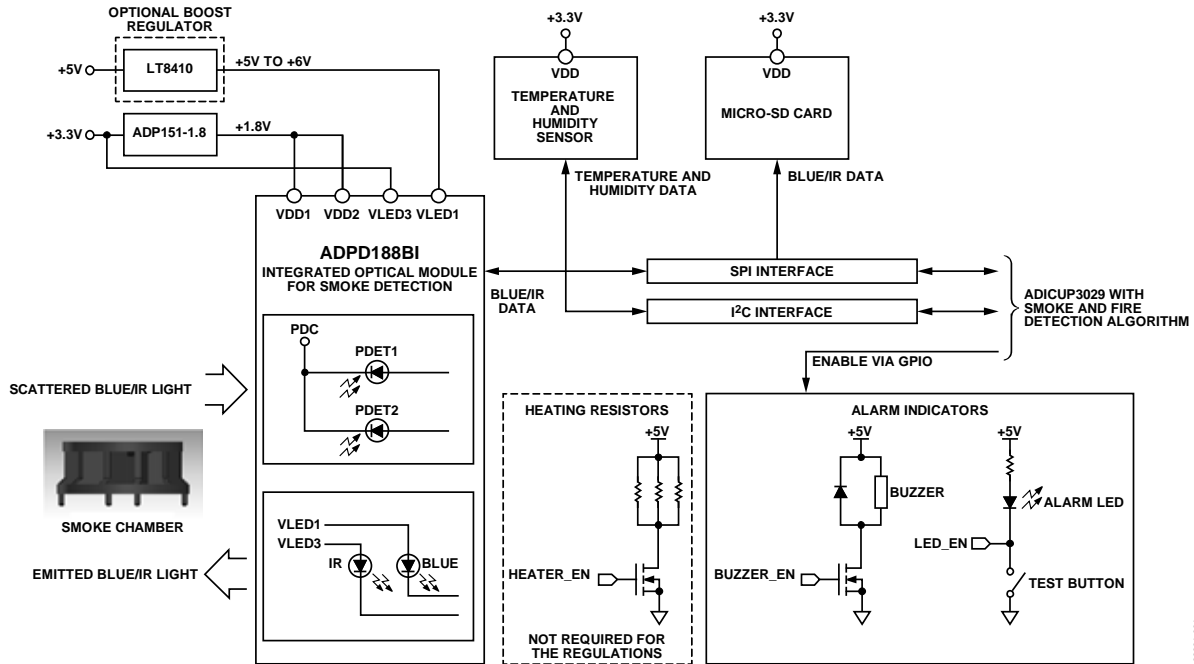 OPTIONAL BOOST
REGULATOR
+5V
LT8410
+5V TO +6V
+3.3V
ADP151-1.8
+1.8V
VDD1
VDD2
VLED3
VLED1
ADPD188BI
INTEGRATED OPTICAL MODULE
FOR SMOKE DETECTION
PDC
PDET1
PDET2
SCATTERED BLUE/IR LIGHT
SMOKE CHAMBER
EMITTED BLUE/IR LIGHT
VLED1
VLED3
IR
BLUE
+3.3V
VDD
TEMPERATURE
AND
HUMIDITY
SENSOR
+3.3V
VDD
MICRO-SD CARD
TEMPERATURE AND
HUMIDITY DATA
BLUE/IR DATA
BLUE/IR
DATA
SPI INTERFACE
I2C INTERFACE
ADICUP3029 WITH
SMOKE AND FIRE
DETECTION ALGORITHM
ENABLE VIA GPIO
HEATING RESISTORS
+5V
HEATER_EN
NOT REQUIRED FOR
THE REGULATIONS
ALARM INDICATORS
+5V
BUZZER
BUZZER_EN
+5V
ALARM LED
LED_EN
TEST BUTTON